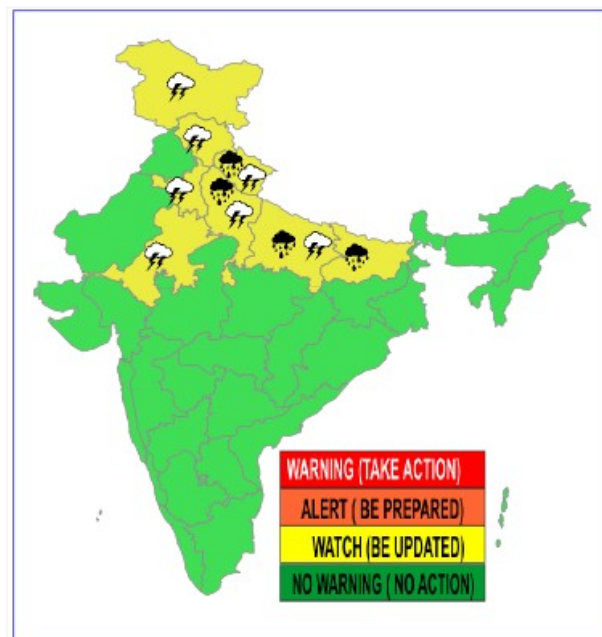 WARNING (TAKE ACTION)
ALERT ( BE PREPARED)
WATCH (BE UPDATED)
NO WARNING ( NO ACTION)